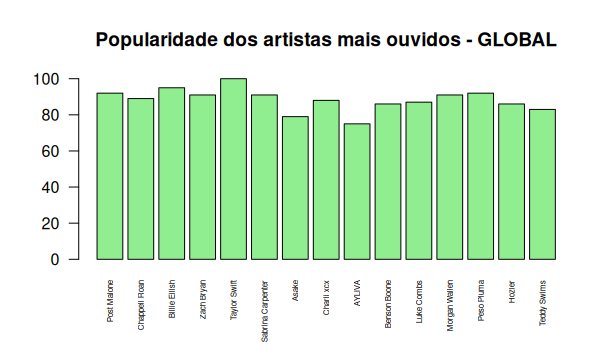 Popularidade dos artistas mais ouvidos - GLOBAL
100
80
60
40
20
0
Post Malone
Chappell Roan
Billie Eilish
Zach Bryan
Taylor Swift
Sabrina Carpenter
Asake
Charli xcx
AYLIVA
Benson Boone
Luke Combs
Morgan Wallen
Peso Pluma
Hozier
Teddy Swims